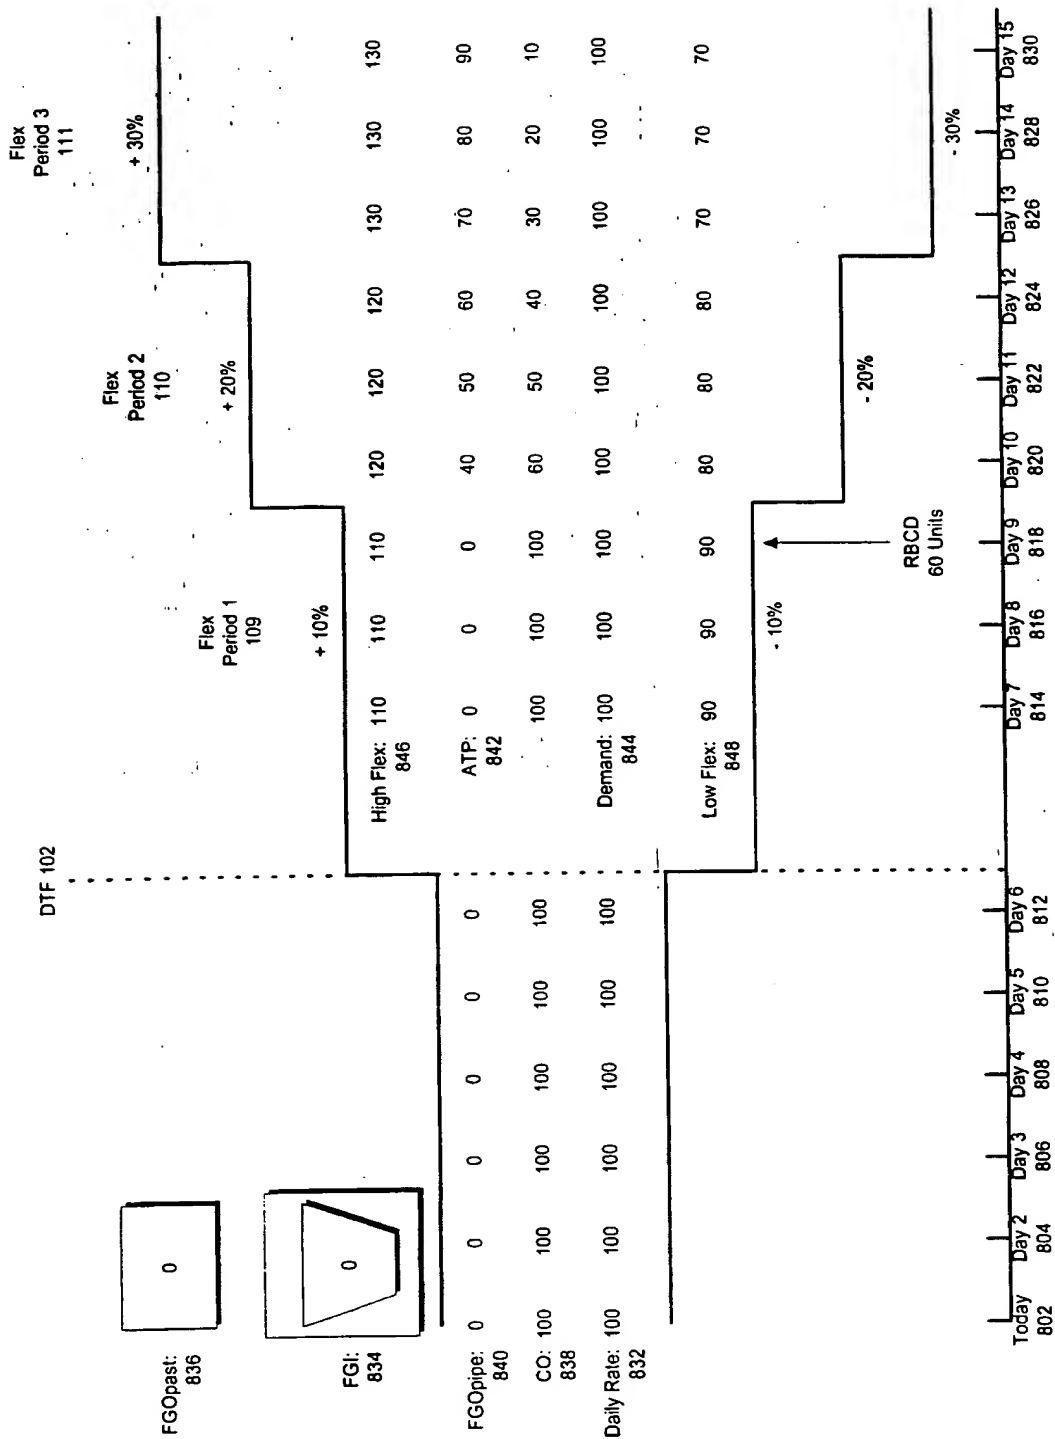 DTF 102
Flex
Period 1
109
Flex
Period 2
110
Flex
Period 3
111
+ 10%
+ 20%
+ 30%
FGOpast:
836
0
FGI:
834
0
High Flex: 110 110 110 120 120 120 130 130 130
846
FGOpipe: 0 0 0 0 0 0
840
ATP: 0 0 0 40 50 60 70 80 90
842
CO: 100 100 100 100 100 100 100 100 100 60 50 40 30 20 10
838
Daily Rate: 100 100 100 100 100 100
832
Demand: 100 100 100 100 100 100 100 100 100
844
Low Flex: 90 90 90 80 80 80 70 70 70
848
- 10%
- 20%
- 30%
RBCD
60 Units
Today Day 2 Day 3 Day 4 Day 5 Day 6 Day 7 Day 8 Day 9 Day 10 Day 11 Day 12 Day 13 Day 14 Day 15
802 804 806 808 810 812 814 816 818 820 822 824 826 828 830